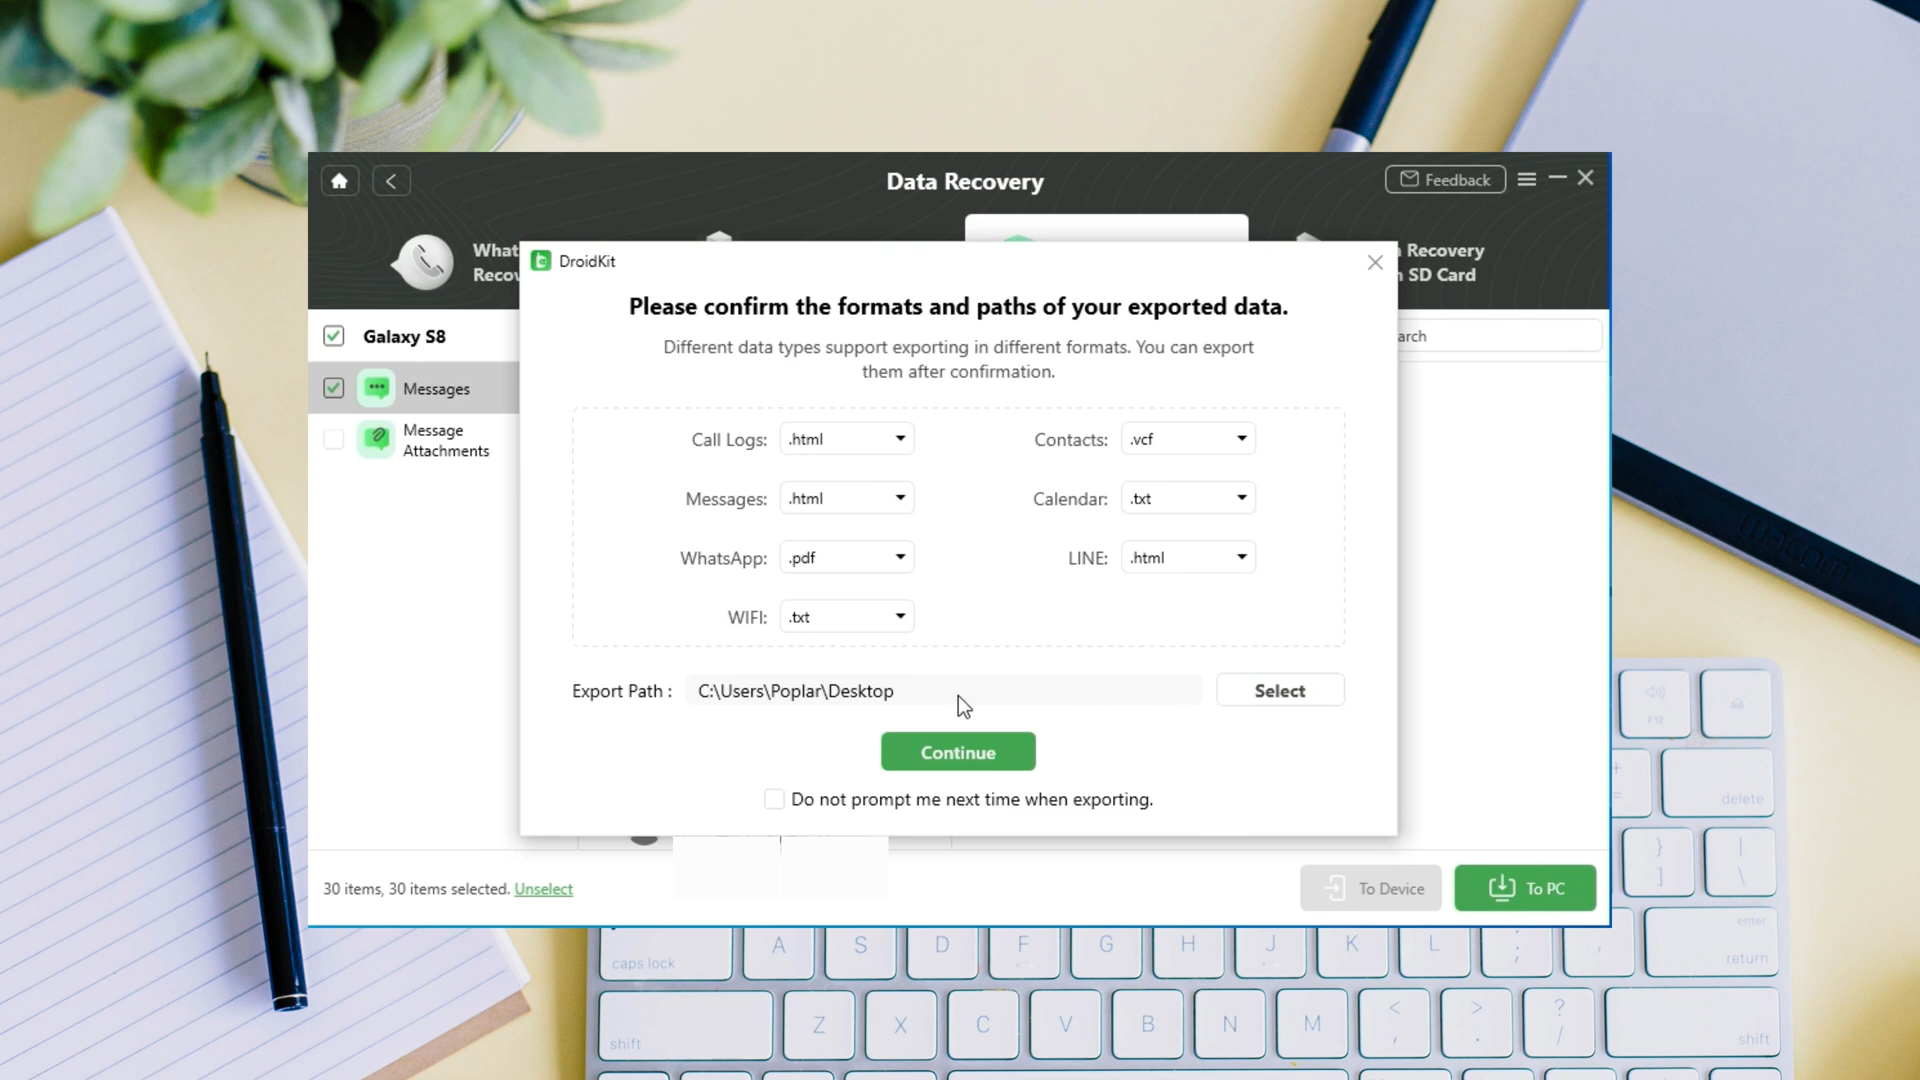 Data Recovery
Feedback
What
Recov
Recovery
SD Card
DroidKit
Please confirm the formats and paths of your exported data.
Different data types support exporting in different formats. You can export
them after confirmation.
Galaxy S8
Messages
Message
Attachments
arch
Call Logs: .html
Contacts: .vcf
Messages: .html
Calendar: .txt
WhatsApp: .pdf
LINE: .html
WIFI: .txt
Export Path : C:\Users\Poplar\Desktop
Select
Continue
Do not prompt me next time when exporting.
30 items, 30 items selected. Unselect
To Device
To PC
wacom
F12
+
=
delete
}
]
|
\
enter
return
caps lock
A S D F G H J K L ; ,
shift
Z X C V B N M < , > . ? /
shift